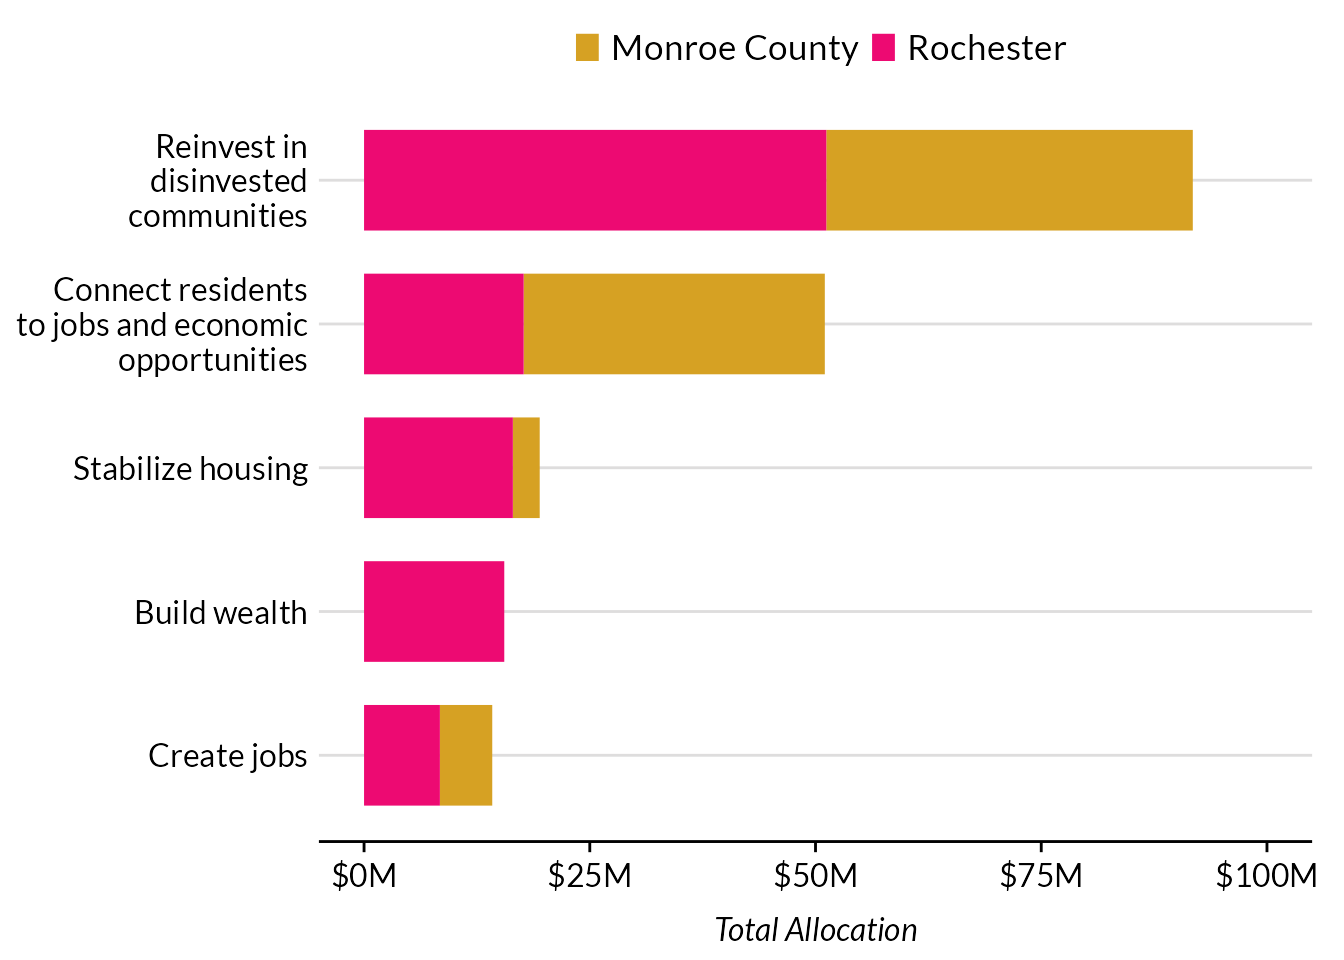 Monroe County Rochester
Reinvest in
disinvested
communities
Connect residents
to jobs and economic
opportunities
Stabilize housing
Build wealth
Create jobs
$0M $25M $50M $75M $100M
Total Allocation